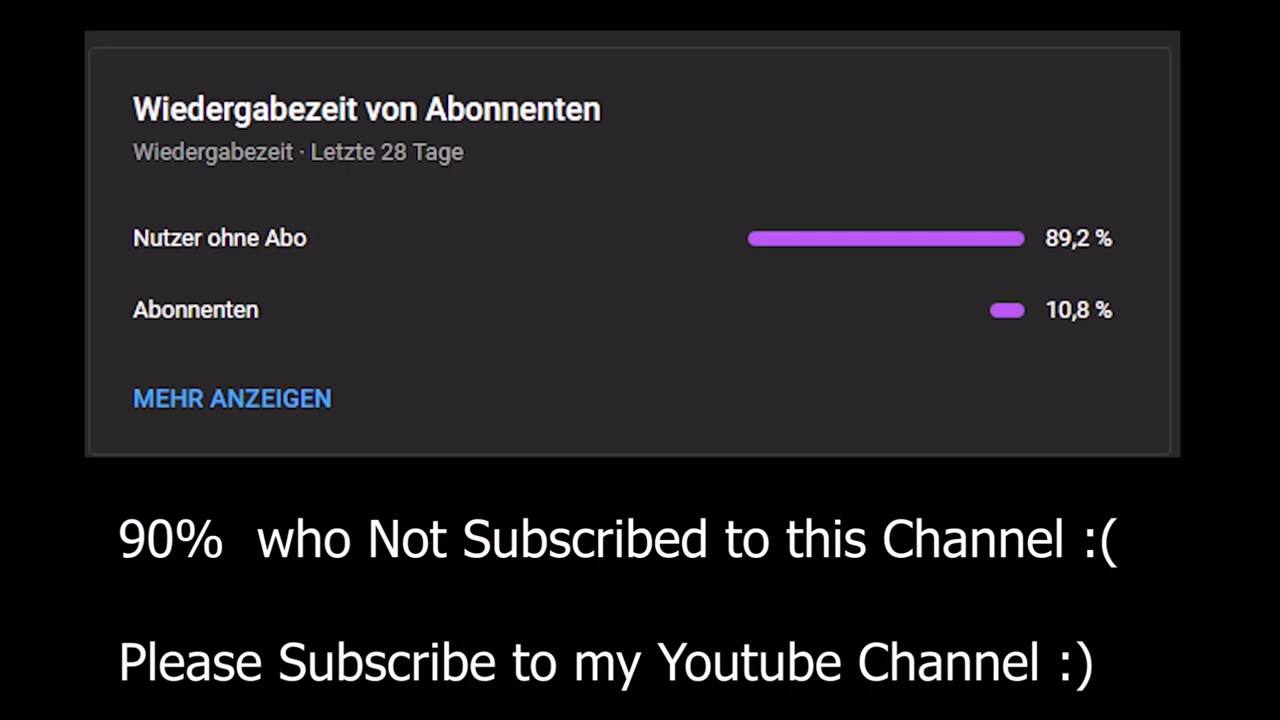 Wiedergabezeit von Abonnenten
Wiedergabezeit · Letzte 28 Tage
Nutzer ohne Abo 89,2 %
Abonnenten 10,8 %
MEHR ANZEIGEN
90% who Not Subscribed to this Channel :(
Please Subscribe to my Youtube Channel :)